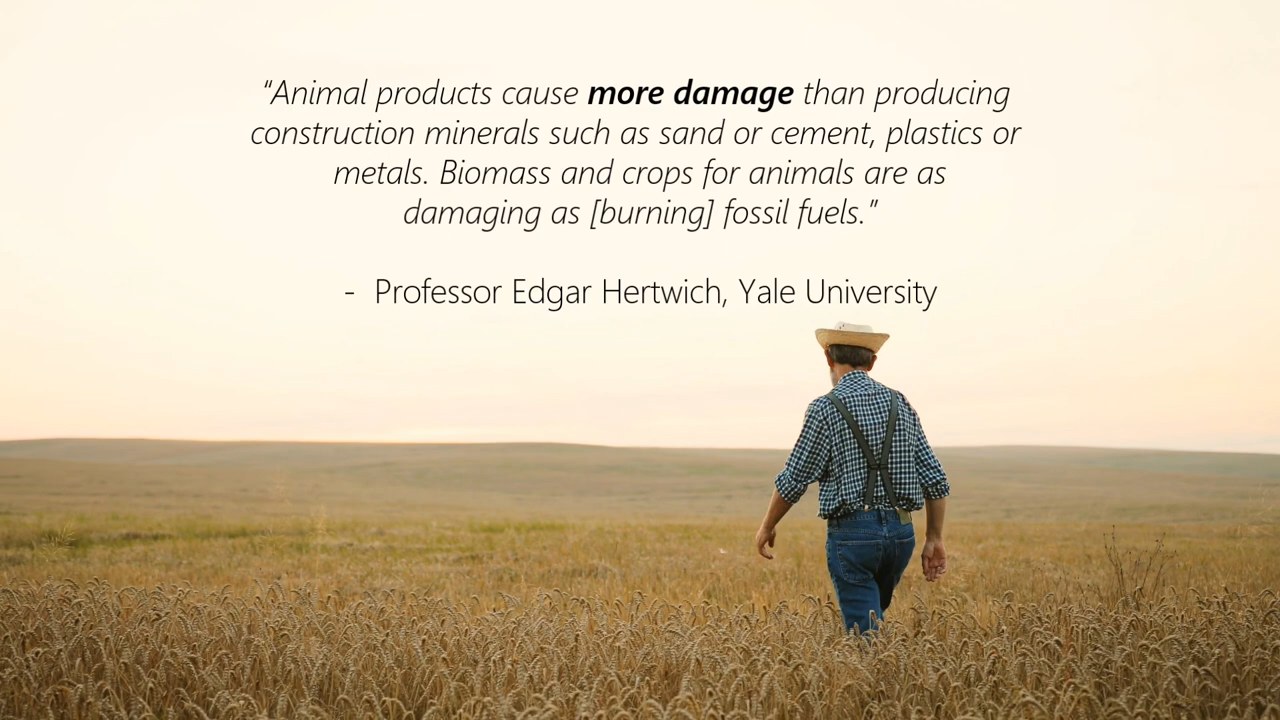 “Animal products cause more damage than producing
construction minerals such as sand or cement, plastics or
metals. Biomass and crops for animals are as
damaging as [burning] fossil fuels.”
- Professor Edgar Hertwich, Yale University